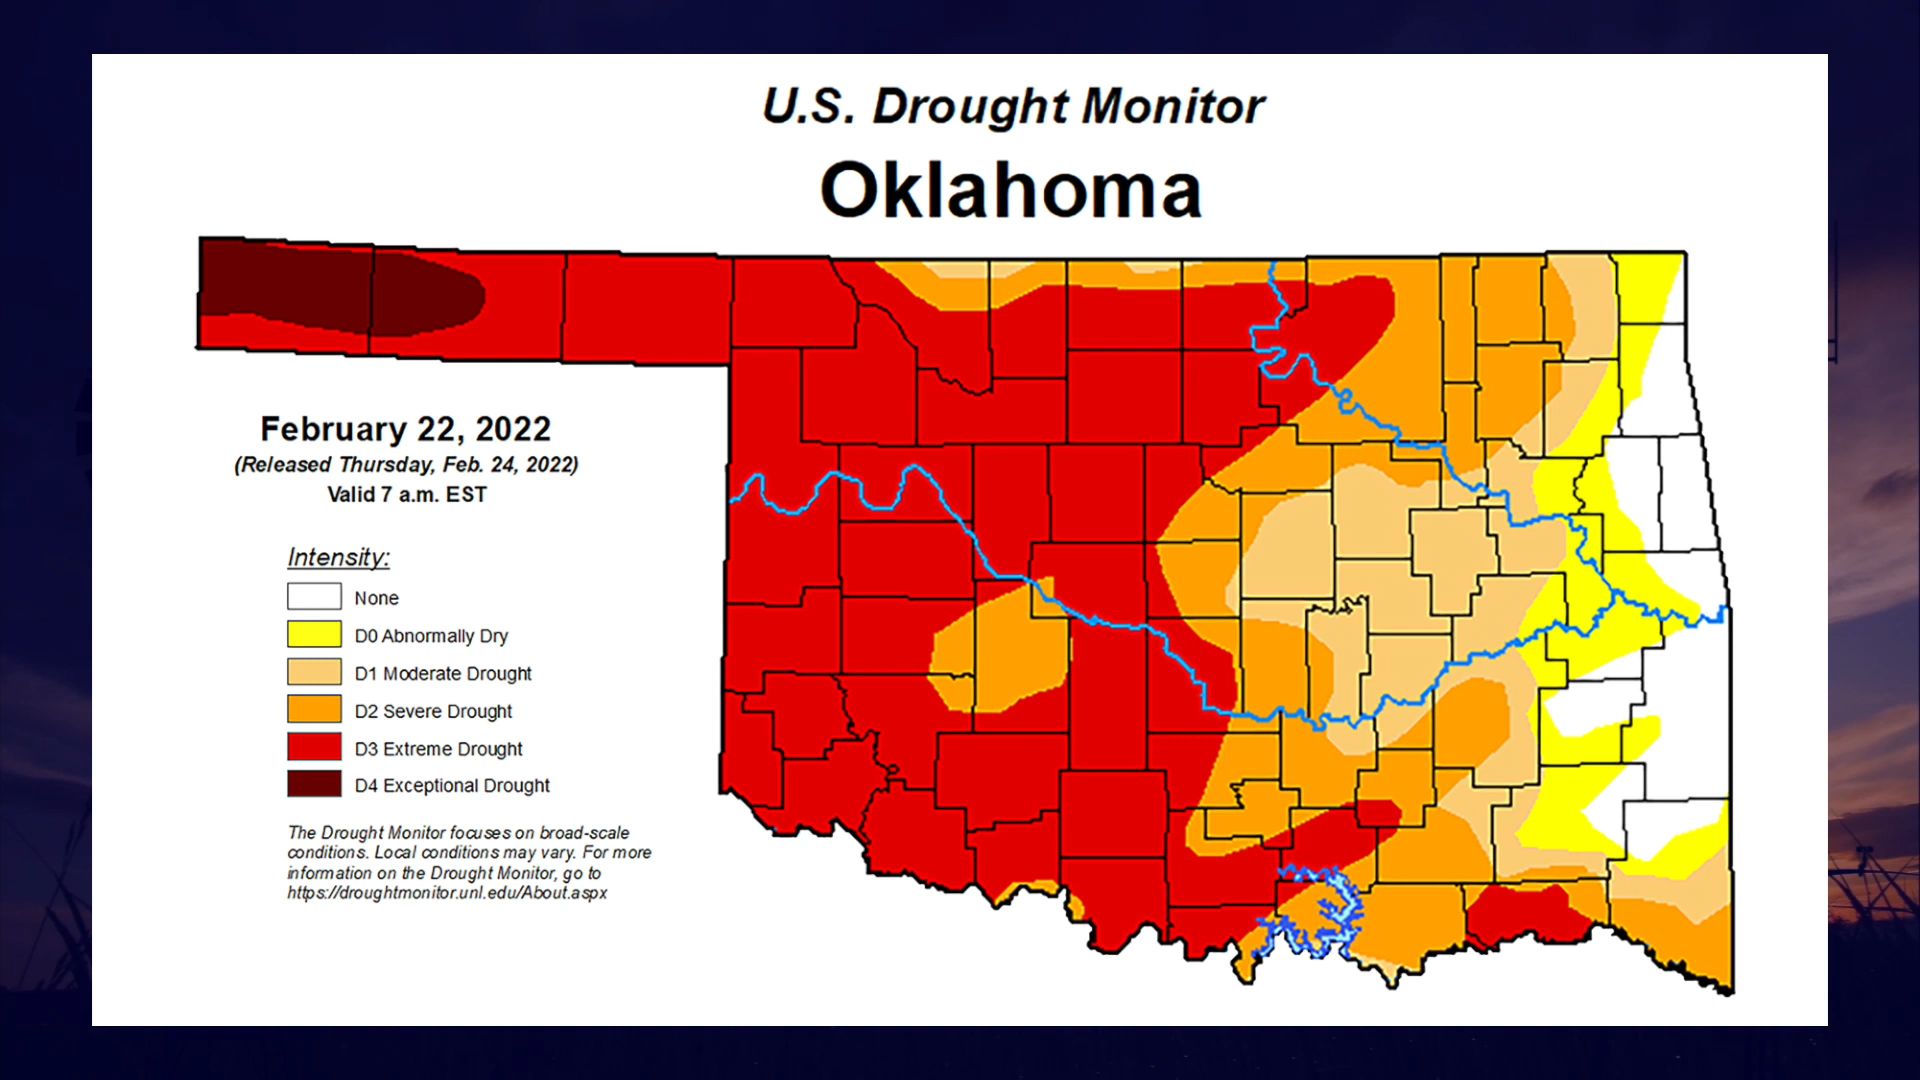 U.S. Drought Monitor
Oklahoma
February 22, 2022
(Released Thursday, Feb. 24, 2022)
Valid 7 a.m. EST
Intensity:
None
D0 Abnormally Dry
D1 Moderate Drought
D2 Severe Drought
D3 Extreme Drought
D4 Exceptional Drought
The Drought Monitor focuses on broad-scale
conditions. Local conditions may vary. For more
information on the Drought Monitor, go to
https://droughtmonitor.unl.edu/About.aspx